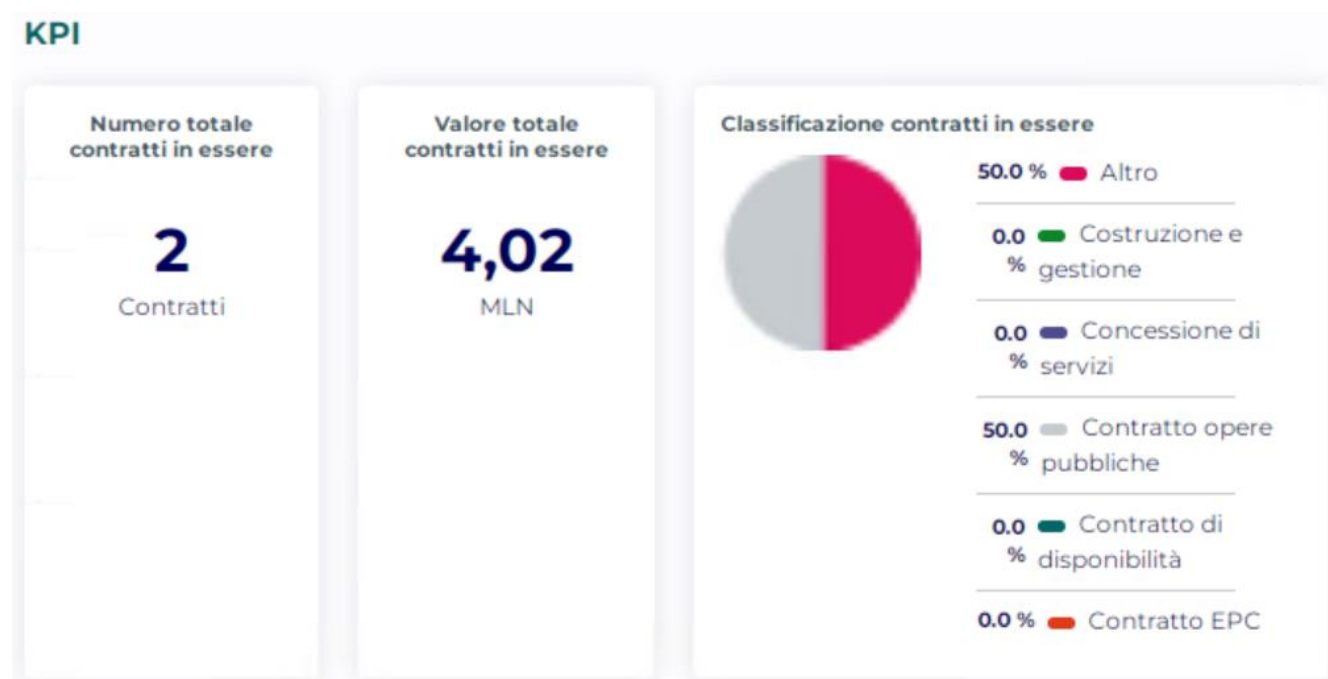 KPI
Numero totale
contratti in essere
2
Contratti
Valore totale
contratti in essere
4,02
MLN
Classificazione contratti in essere
50.0 % Altro
0.0 % Costruzione e
gestione
0.0 % Concessione di
servizi
50.0 % Contratto opere
pubbliche
0.0 % Contratto di
disponibilità
0.0 % Contratto EPC